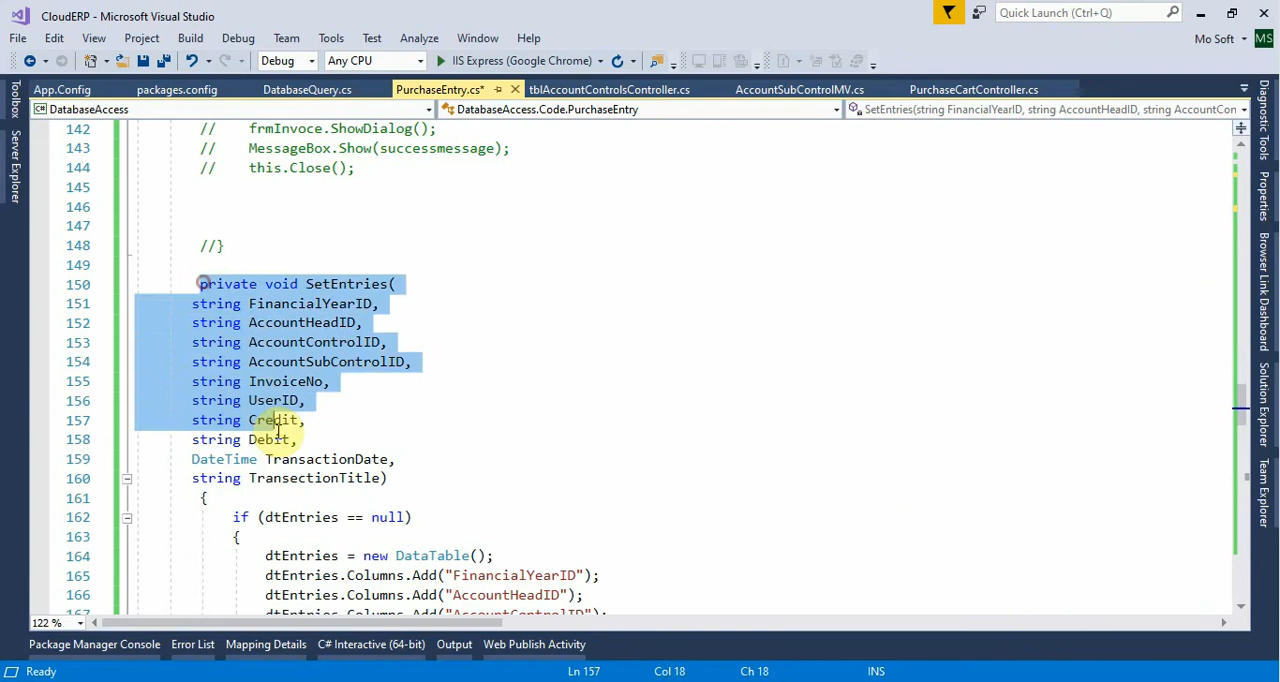 CloudERP - Microsoft Visual Studio
Quick Launch (Ctrl+Q)
File Edit View Project Build Debug Team Tools Test Analyze Window Help
Mo Soft MS
Debug Any CPU IIS Express (Google Chrome)
App.Config packages.config DatabaseQuery.cs PurchaseEntry.cs* tblAccountControlsController.cs AccountSubControlMV.cs PurchaseCartController.cs
DatabaseAccess DatabaseAccess.Code.PurchaseEntry SetEntries(string FinancialYearID, string AccountHeadID, string AccountCon
142 // frmInvoce.ShowDialog();
143 // MessageBox.Show(successmessage);
144 // this.Close();
145
146
147
148 //}
149
150 private void SetEntries(
151 string FinancialYearID,
152 string AccountHeadID,
153 string AccountControlID,
154 string AccountSubControlID,
155 string InvoiceNo,
156 string UserID,
157 string Credit,
158 string Debit,
159 DateTime TransactionDate,
160 string TransectionTitle)
161 {
162 if (dtEntries == null)
163 {
164 dtEntries = new DataTable();
165 dtEntries.Columns.Add("FinancialYearID");
166 dtEntries.Columns.Add("AccountHeadID");
167 dtEntries.Columns.Add("AccountControlID");
122 %
Package Manager Console Error List Mapping Details C# Interactive (64-bit) Output Web Publish Activity
Ready Ln 157 Col 18 Ch 18 INS
Toolbox
Server Explorer
Diagnostic Tools
Properties
Browser Link Dashboard
Solution Explorer
Team Explorer